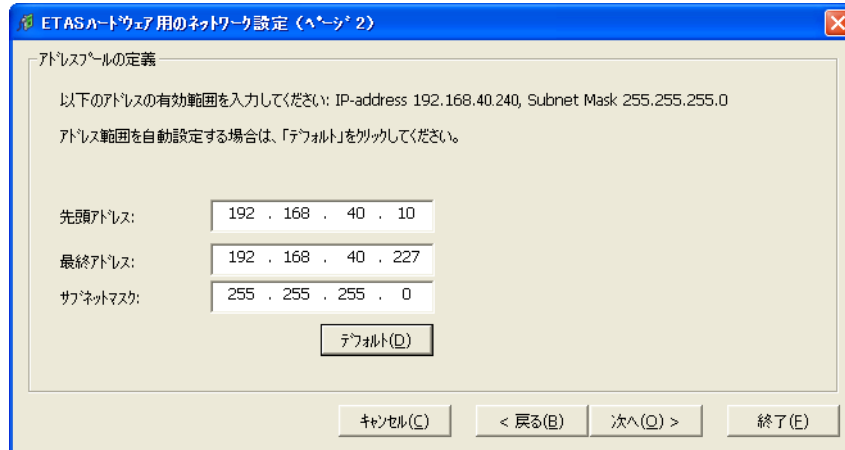 ETASﾊｰﾄﾞｳｪｱ用のﾈｯﾄﾜｰｸ設定（ﾍﾟｰｼﾞ2）
ｱﾄﾞﾚｽﾌﾟｰﾙの定義
以下のｱﾄﾞﾚｽの有効範囲を入力してください: IP-address 192.168.40.240, Subnet Mask 255.255.255.0
ｱﾄﾞﾚｽ範囲を自動設定する場合は、「ﾃﾞﾌｫﾙﾄ」をｸﾘｯｸしてください。
先頭ｱﾄﾞﾚｽ: 192 . 168 . 40 . 10
最終ｱﾄﾞﾚｽ: 192 . 168 . 40 . 227
ｻﾌﾞﾈｯﾄﾏｽｸ: 255 . 255 . 255 . 0
ﾃﾞﾌｫﾙﾄ(D)
ｷｬﾝｾﾙ(C) < 戻る(B) 次へ(O) > 終了(E)